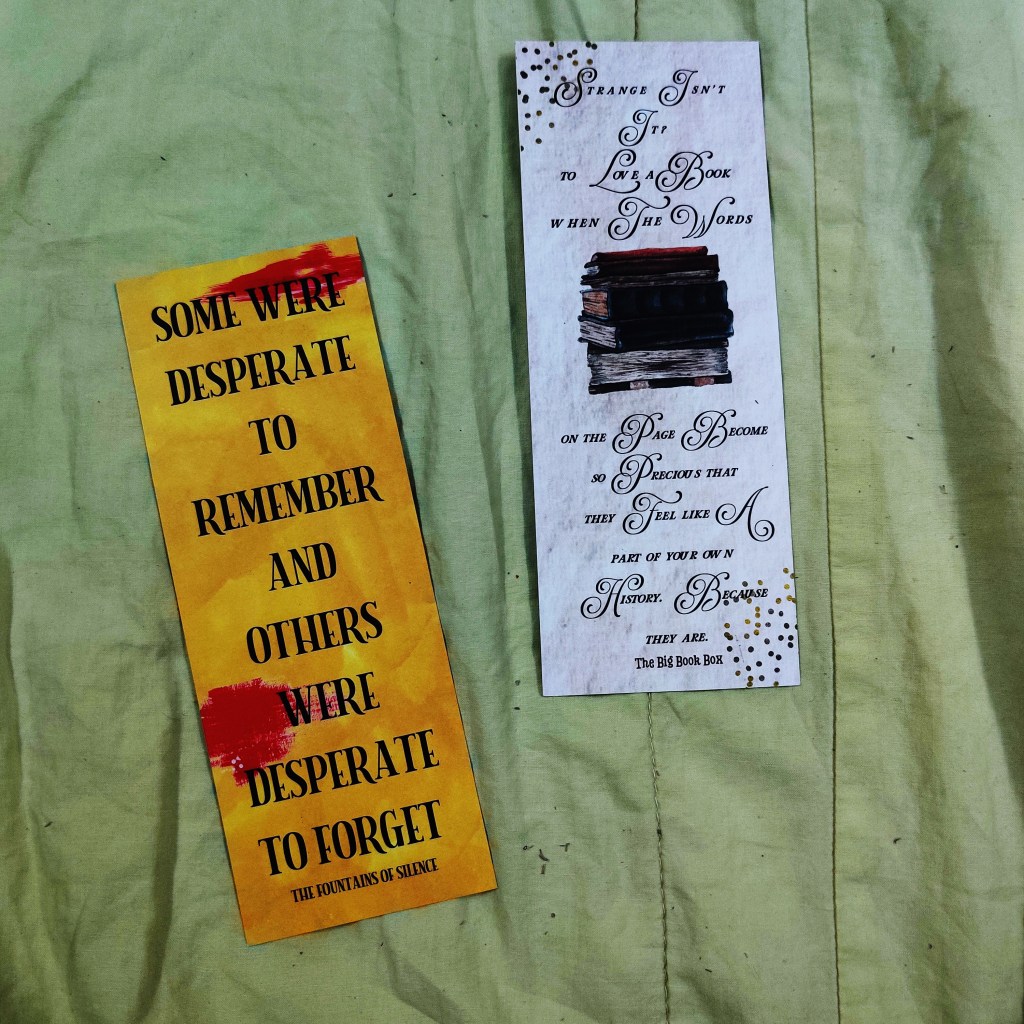 SOME WERE
DESPERATE
TO
REMEMBER
AND
OTHERS
WERE
DESPERATE
TO FORGET
THE FOUNTAINS OF SILENCE
STRANGE ISN'T
IT?
TO LOVE A BOOK
WHEN THE WORDS
ON THE PAGE BECOME
SO PRECIOUS THAT
THEY FEEL LIKE A
PART OF YOUR OWN
HISTORY. BECAUSE
THEY ARE.
The Big Book Box